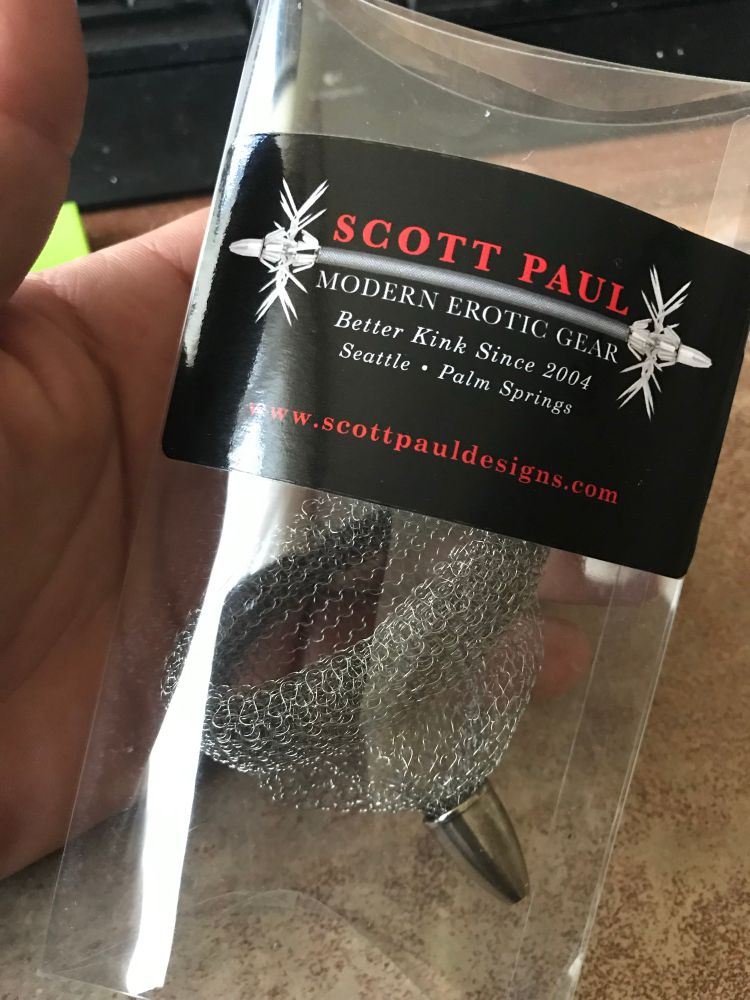 SCOTT PAUL
MODERN EROTIC GEAR
Better Kink Since 2004
Seattle • Palm Springs
www.scottpauldesigns.com